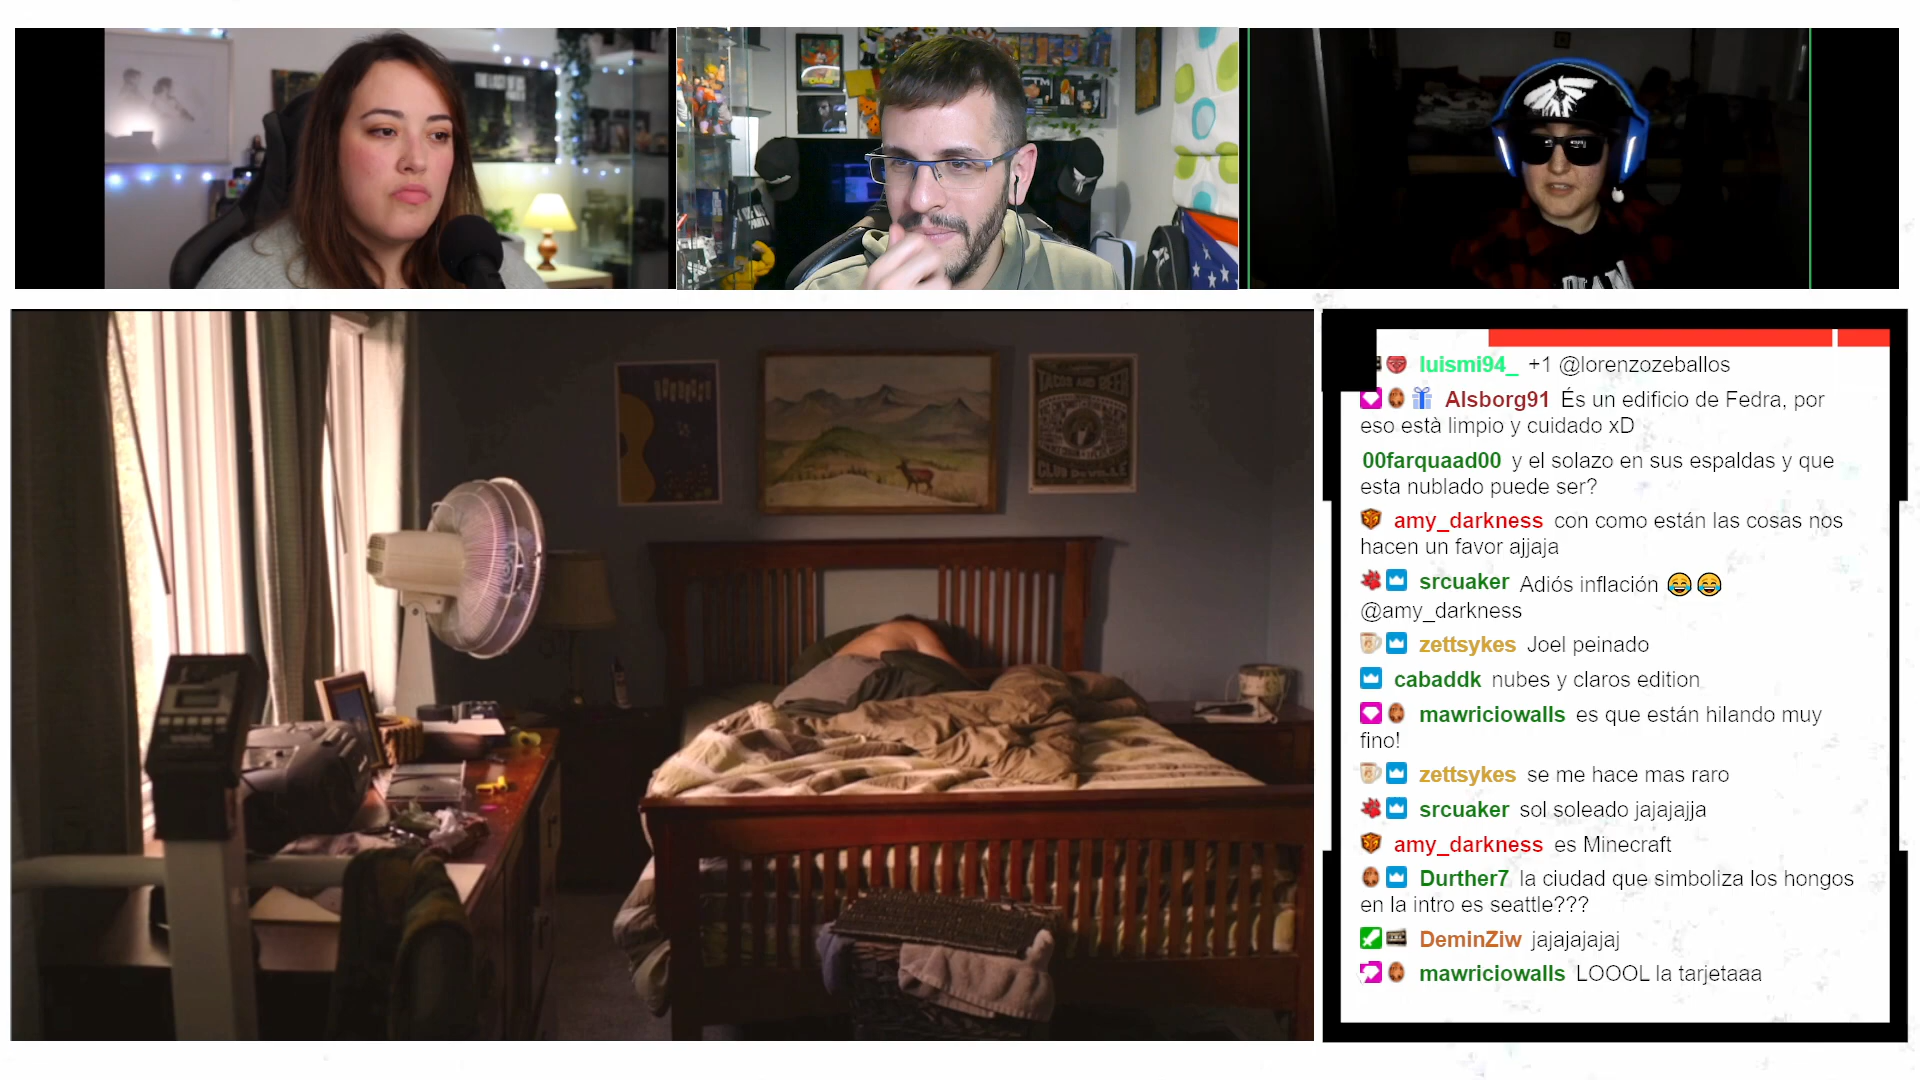 TACOS AND BEER
luismi94_ +1 @lorenzozeballos
Alsborg91 És un edificio de Fedra, por
eso està limpio y cuidado xD
00farquaad00 y el solazo en sus espaldas y que
esta nublado puede ser?
amy_darkness con como están las cosas nos
hacen un favor ajjaja
srcuaker Adiós inflación 😂 😂
@amy_darkness
zettsykes Joel peinado
cabaddk nubes y claros edition
mawriciowalls es que están hilando muy
fino!
zettsykes se me hace mas raro
srcuaker sol soleado jajajajja
amy_darkness es Minecraft
Durther7 la ciudad que simboliza los hongos
en la intro es seattle???
DeminZiw jajajajajaj
mawriciowalls LOOOL la tarjetaaa